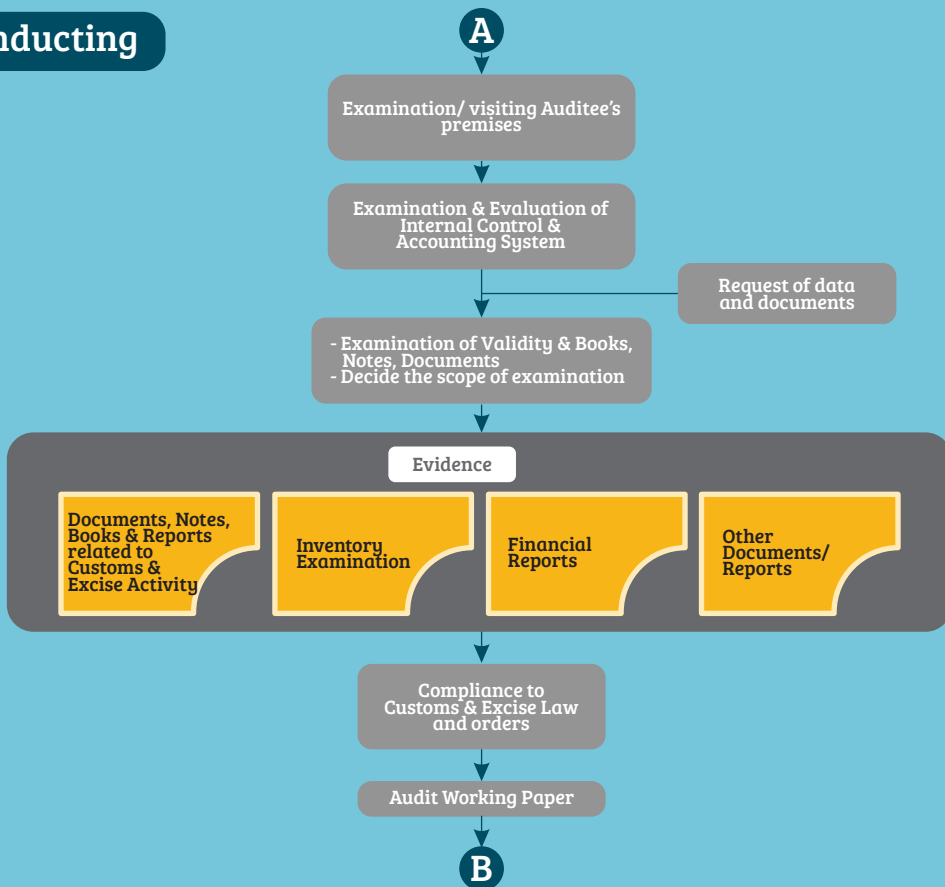 nducting
A
Examination/ visiting Auditee's
premises
Examination & Evaluation of
Internal Control &
Accounting System
Request of data
and documents
- Examination of Validity & Books,
Notes, Documents
- Decide the scope of examination
Evidence
Documents, Notes,
Books & Reports
related to
Customs &
Excise Activity
Inventory
Examination
Financial
Reports
Other
Documents/
Reports
Compliance to
Customs & Excise Law
and orders
Audit Working Paper
B